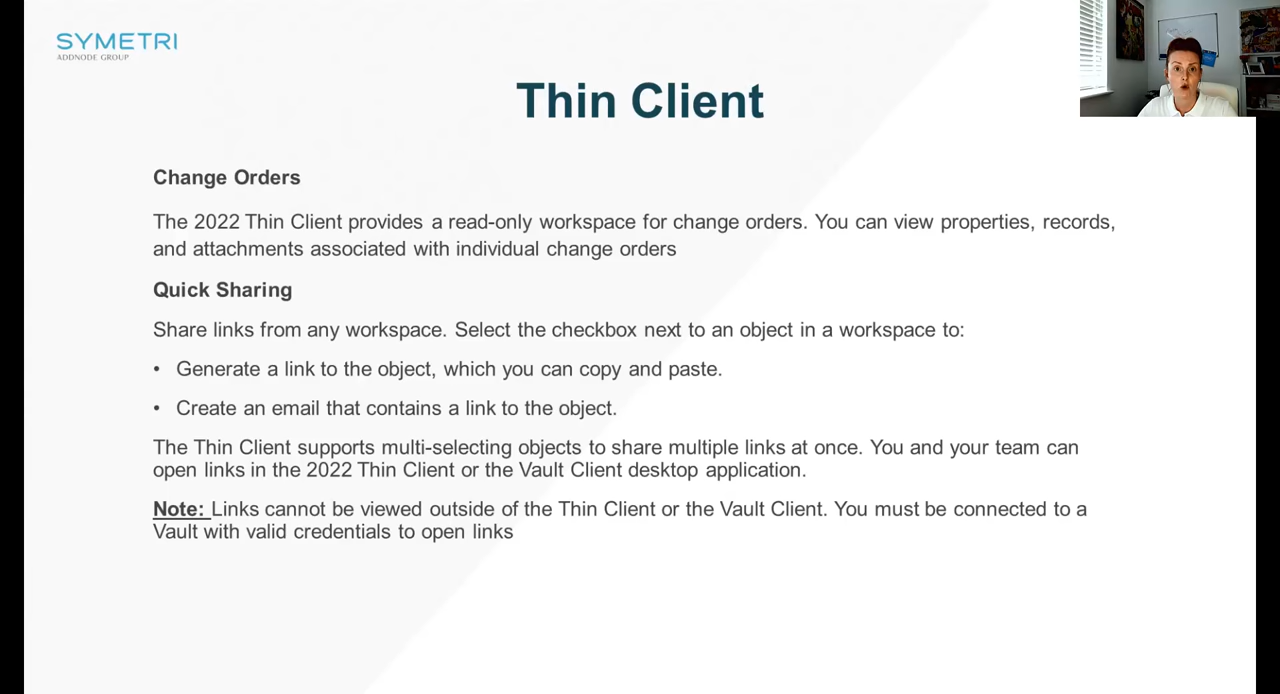 SYMETRI
ADDNODE GROUP
Thin Client
Change Orders
The 2022 Thin Client provides a read-only workspace for change orders. You can view properties, records,
and attachments associated with individual change orders
Quick Sharing
Share links from any workspace. Select the checkbox next to an object in a workspace to:
• Generate a link to the object, which you can copy and paste.
• Create an email that contains a link to the object.
The Thin Client supports multi-selecting objects to share multiple links at once. You and your team can
open links in the 2022 Thin Client or the Vault Client desktop application.
Note: Links cannot be viewed outside of the Thin Client or the Vault Client. You must be connected to a
Vault with valid credentials to open links